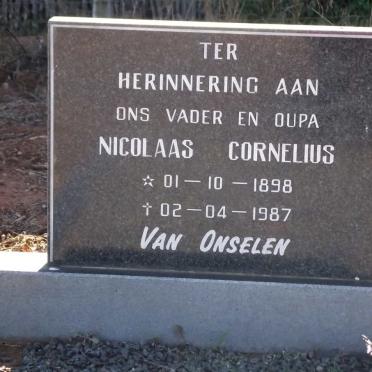 TER
HERINNERING AAN
ONS VADER EN OUPA
NICOLAAS CORNELIUS
☆ 01-10-1898
† 02-04-1987
VAN ONSELEN